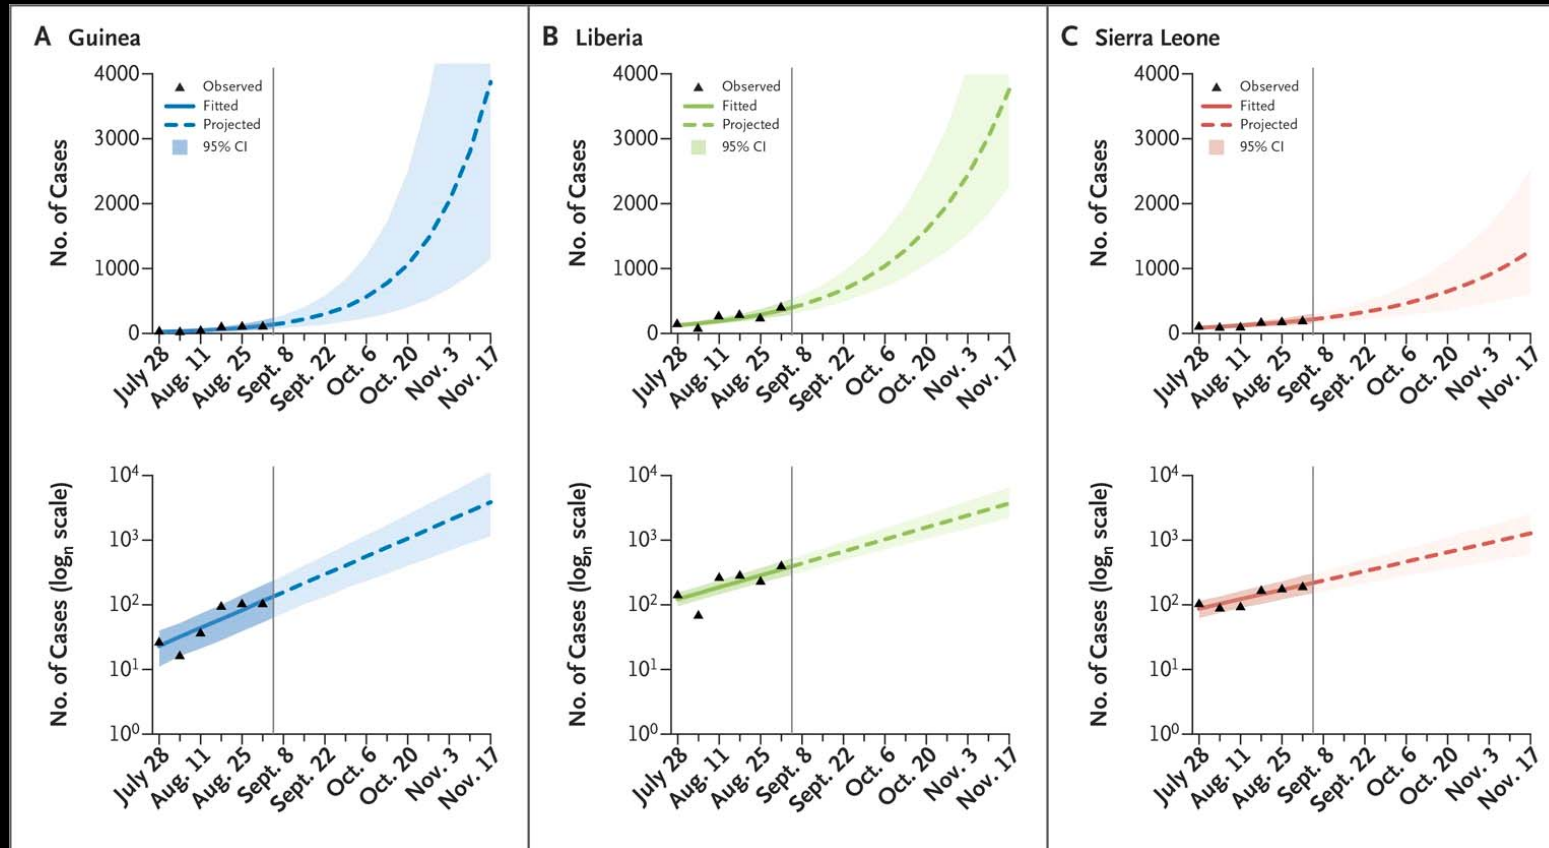 A Guinea
No. of Cases
4000
3000
2000
1000
0
Observed
Fitted
Projected
95% CI
July 28
Aug. 11
Aug. 25
Sept. 8
Sept. 22
Oct. 6
Oct. 20
Nov. 3
Nov. 17
No. of Cases (logn scale)
10⁴
10³
10²
10¹
10⁰
July 28
Aug. 11
Aug. 25
Sept. 8
Sept. 22
Oct. 6
Oct. 20
Nov. 3
Nov. 17
B Liberia
No. of Cases
4000
3000
2000
1000
0
Observed
Fitted
Projected
95% CI
July 28
Aug. 11
Aug. 25
Sept. 8
Sept. 22
Oct. 6
Oct. 20
Nov. 3
Nov. 17
No. of Cases (logn scale)
10⁴
10³
10²
10¹
10⁰
July 28
Aug. 11
Aug. 25
Sept. 8
Sept. 22
Oct. 6
Oct. 20
Nov. 3
Nov. 17
C Sierra Leone
No. of Cases
4000
3000
2000
1000
0
Observed
Fitted
Projected
95% CI
July 28
Aug. 11
Aug. 25
Sept. 8
Sept. 22
Oct. 6
Oct. 20
Nov. 3
Nov. 17
No. of Cases (logn scale)
10⁴
10³
10²
10¹
10⁰
July 28
Aug. 11
Aug. 25
Sept. 8
Sept. 22
Oct. 6
Oct. 20
Nov. 3
Nov. 17